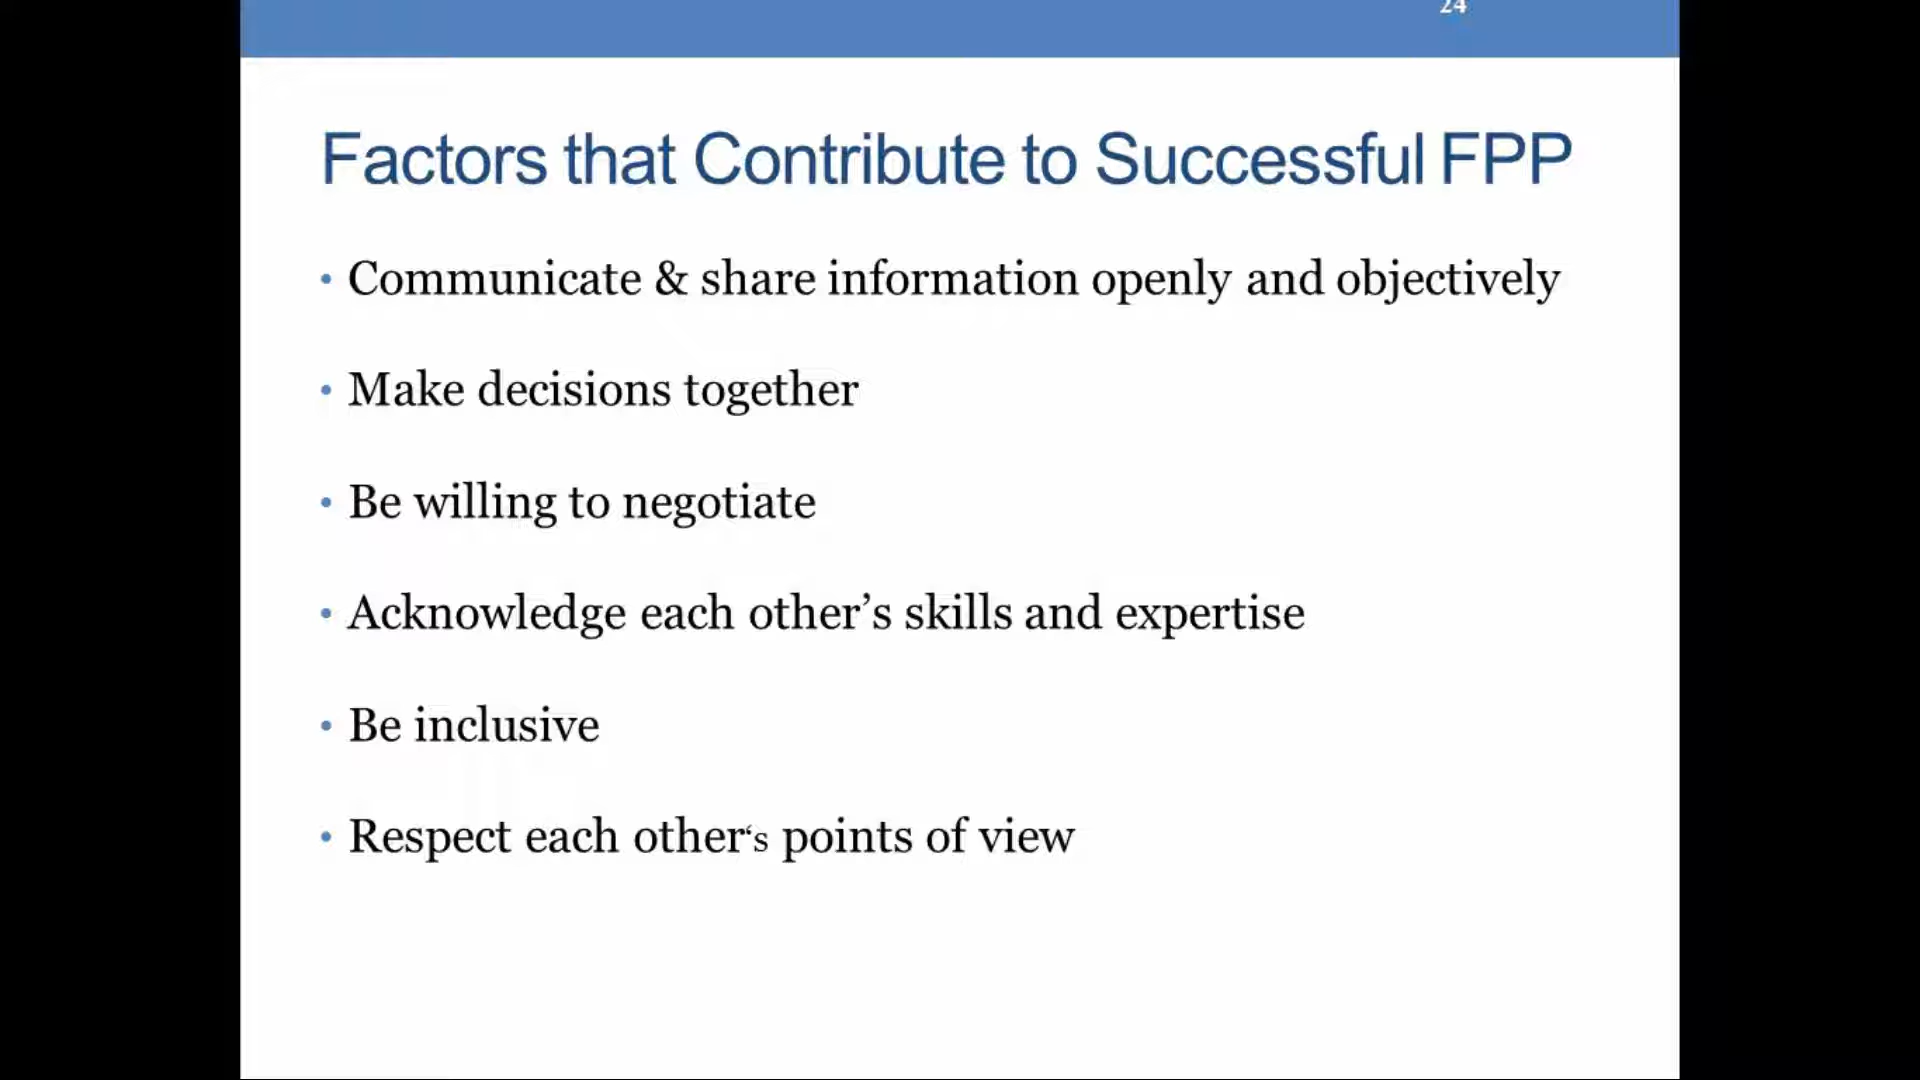 24
Factors that Contribute to Successful FPP
• Communicate & share information openly and objectively
• Make decisions together
• Be willing to negotiate
• Acknowledge each other’s skills and expertise
• Be inclusive
• Respect each other‘s points of view